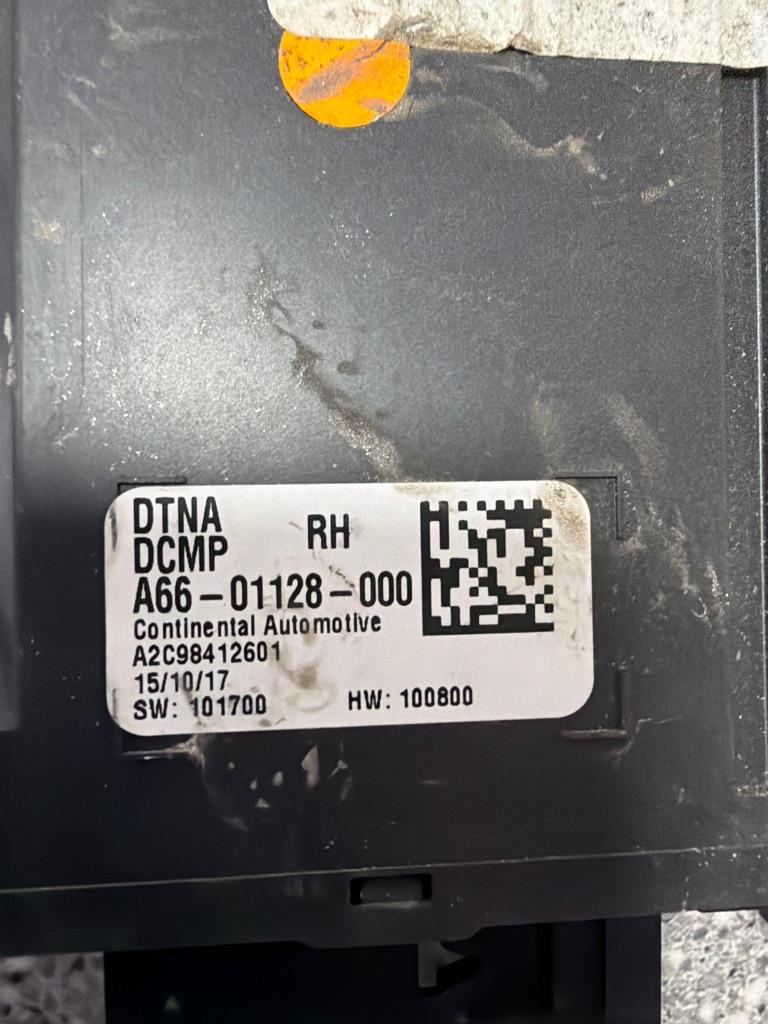 DTNA
DCMP RH
A66-01128-000
Continental Automotive
A2C98412601
15/10/17
SW: 101700 HW: 100800